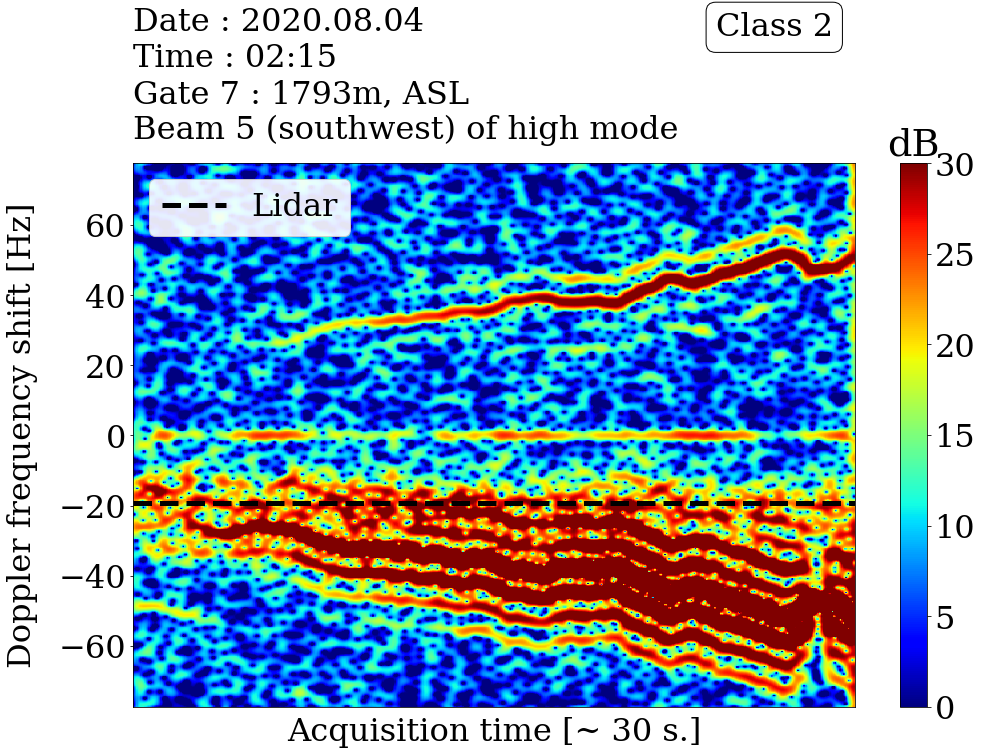 Date : 2020.08.04
Time : 02:15
Gate 7 : 1793m, ASL
Beam 5 (southwest) of high mode
Class 2
dB
Lidar
Doppler frequency shift [Hz]
60
40
20
0
−20
−40
−60
30
25
20
15
10
5
0
Acquisition time [~ 30 s.]